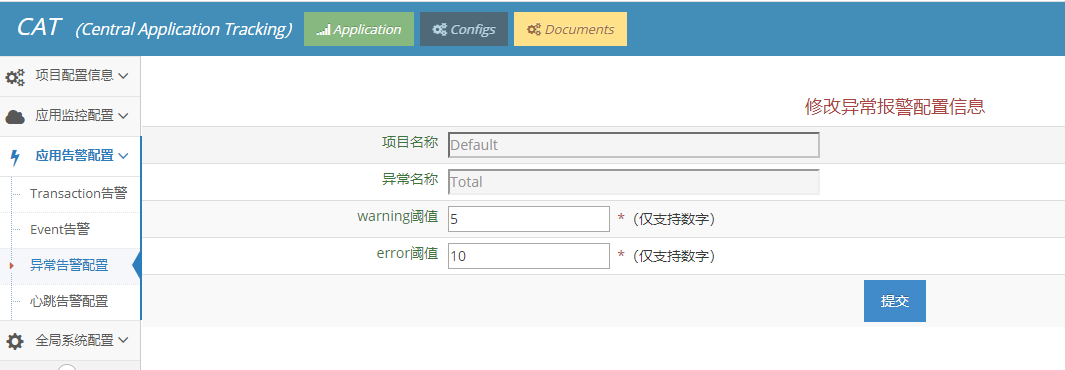 CAT (Central Application Tracking) Application Configs Documents
项目配置信息
应用监控配置
应用告警配置
Transaction告警
Event告警
异常告警配置
心跳告警配置
全局系统配置
修改异常报警配置信息
项目名称 Default
异常名称 Total
warning阈值 5 *（仅支持数字）
error阈值 10 *（仅支持数字）
提交